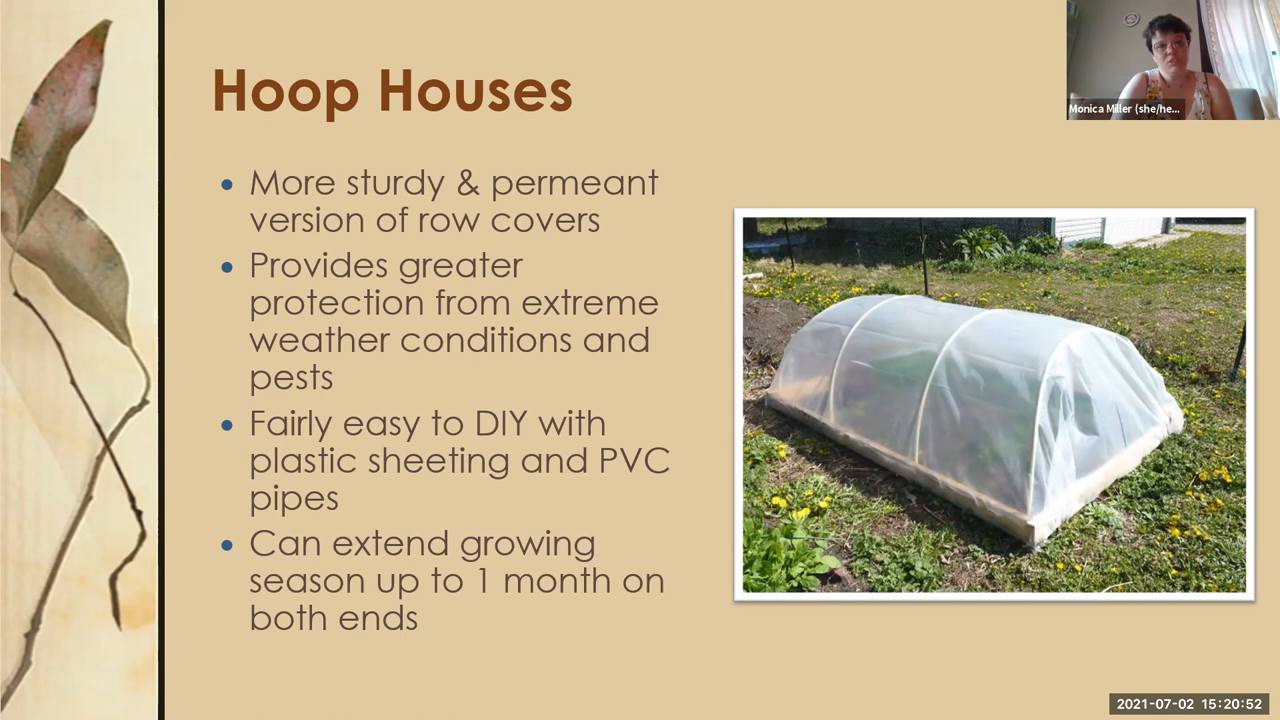 Hoop Houses
• More sturdy & permeant
version of row covers
• Provides greater
protection from extreme
weather conditions and
pests
• Fairly easy to DIY with
plastic sheeting and PVC
pipes
• Can extend growing
season up to 1 month on
both ends
Monica Miller (she/he...
2021-07-02 15:20:52